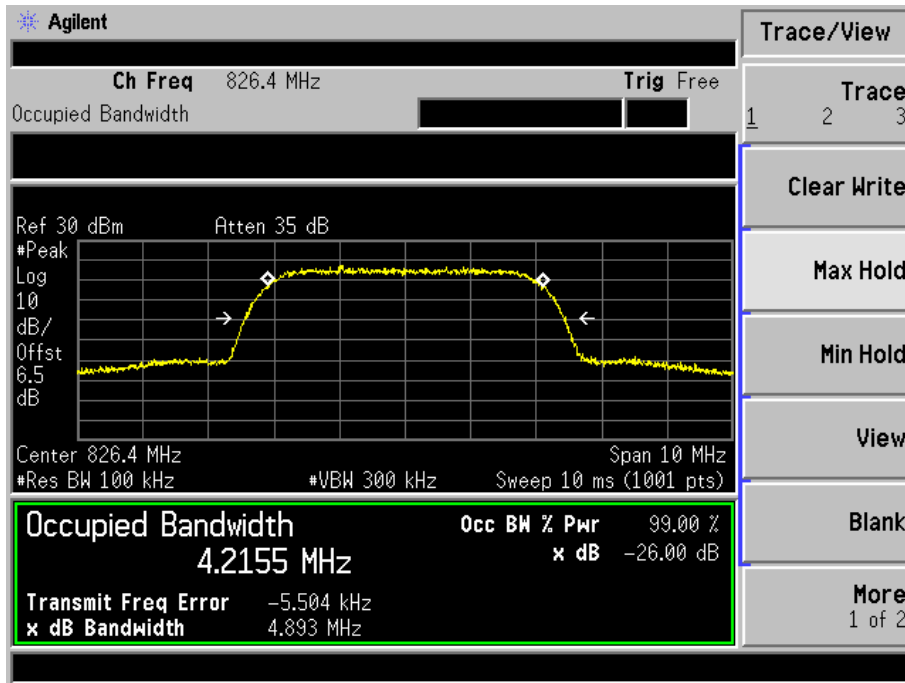 Agilent
Trace/View
Ch Freq 826.4 MHz Trig Free
Occupied Bandwidth
Trace
1 2 3
Clear Write
Max Hold
Min Hold
View
Blank
More
1 of 2
Ref 30 dBm Atten 35 dB
#Peak
Log
10
dB/
Offst
6.5
dB
Center 826.4 MHz Span 10 MHz
#Res BW 100 kHz #VBW 300 kHz Sweep 10 ms (1001 pts)
Occupied Bandwidth Occ BW % Pwr 99.00 %
4.2155 MHz x dB -26.00 dB
Transmit Freq Error -5.504 kHz
x dB Bandwidth 4.893 MHz